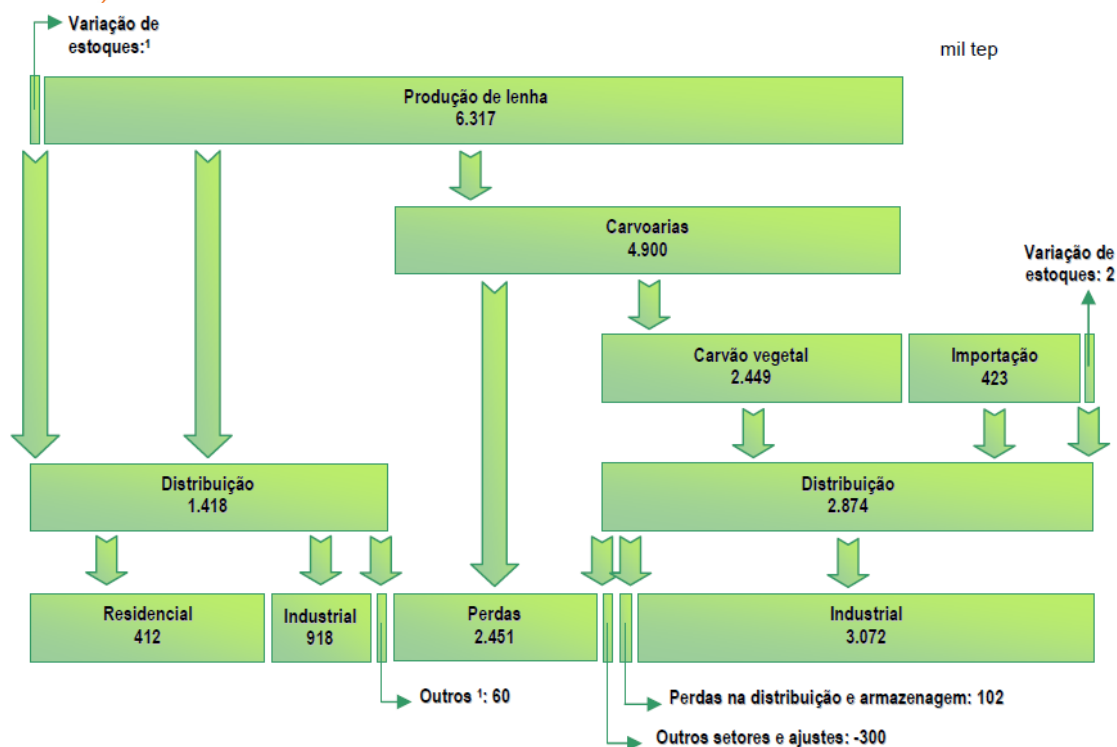 Variação de
estoques:¹
mil tep
Produção de lenha
6.317
Carvoarias
4.900
Variação de
estoques: 2
Carvão vegetal
2.449
Importação
423
Distribuição
1.418
Distribuição
2.874
Residencial
412
Industrial
918
Perdas
2.451
Industrial
3.072
Outros ¹: 60
Perdas na distribuição e armazenagem: 102
Outros setores e ajustes: -300